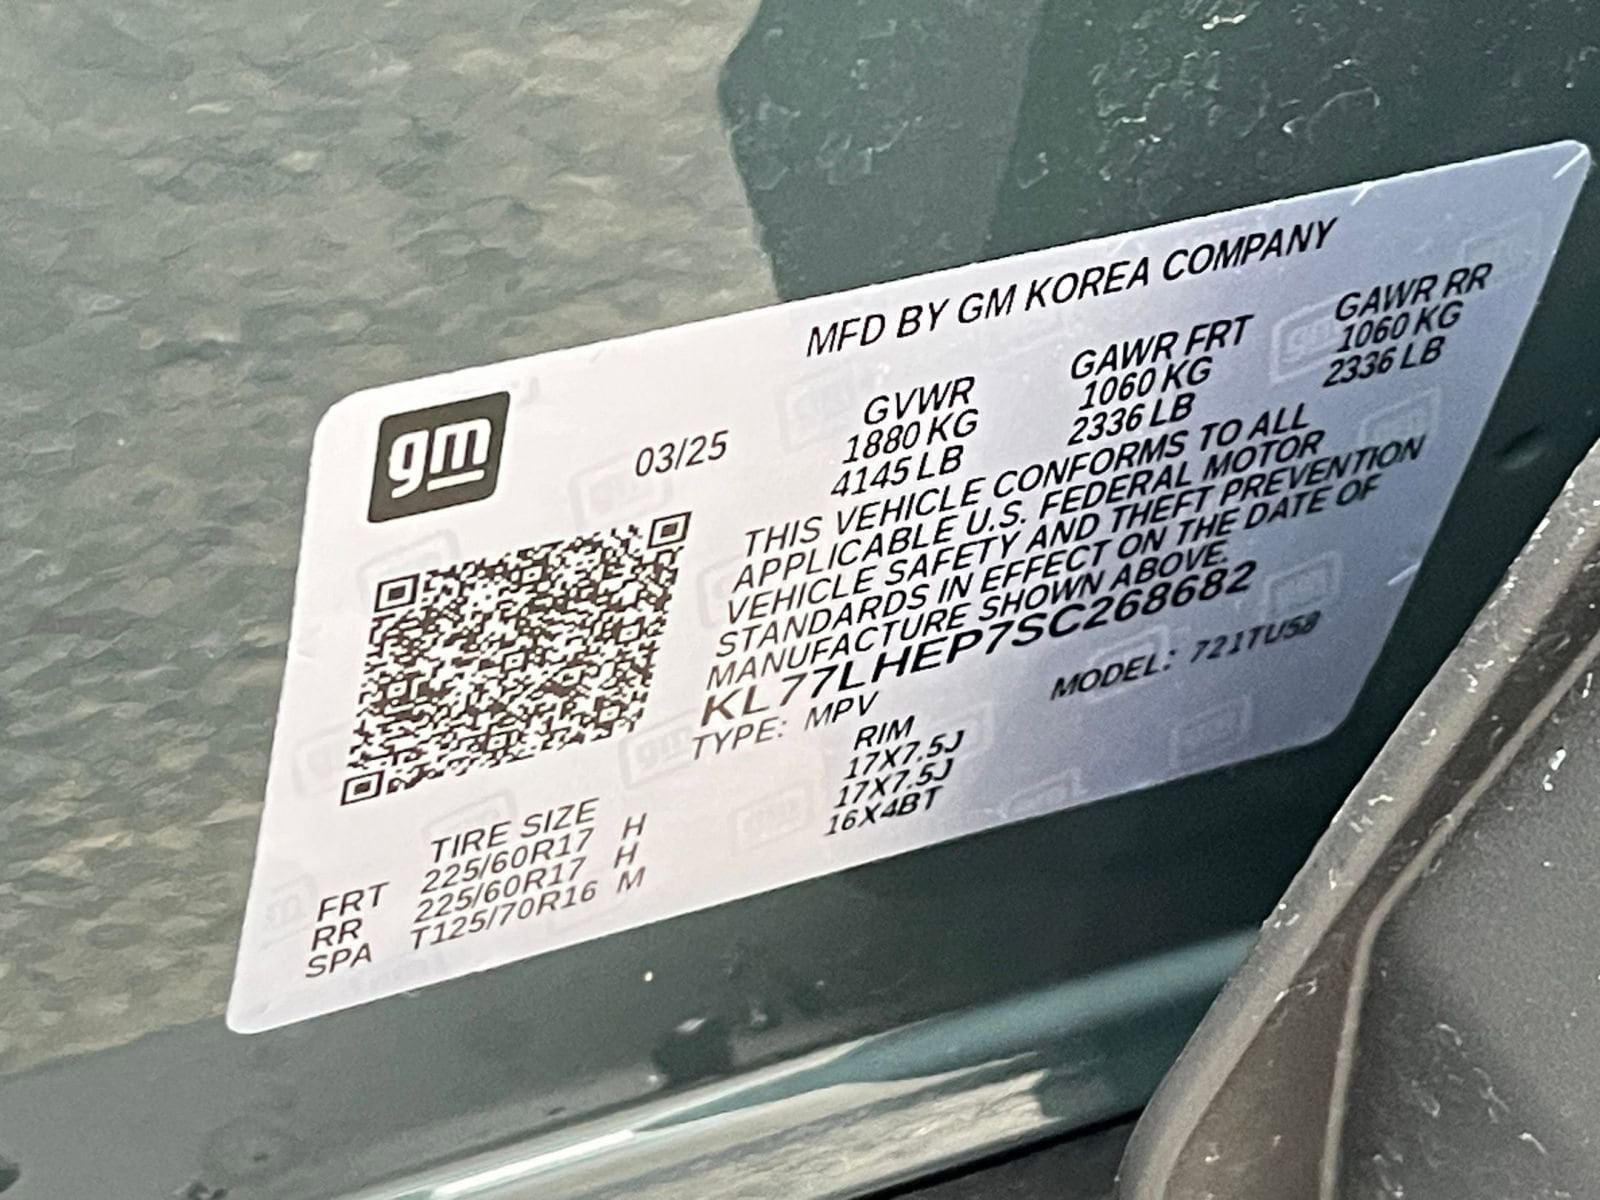 MFD BY GM KOREA COMPANY
gm
03/25
GVWR GAWR FRT GAWR RR
1880 KG 1060 KG 1060 KG
4145 LB 2336 LB 2336 LB
THIS VEHICLE CONFORMS TO ALL
APPLICABLE U.S. FEDERAL MOTOR
VEHICLE SAFETY AND THEFT PREVENTION
STANDARDS IN EFFECT ON THE DATE OF
MANUFACTURE SHOWN ABOVE.
KL77LHEP7SC268682
TYPE: MPV MODEL: 721TU58
TIRE SIZE RIM
FRT 225/60R17 H 17X7.5J
RR 225/60R17 H 17X7.5J
SPA T125/70R16 M 16X4BT